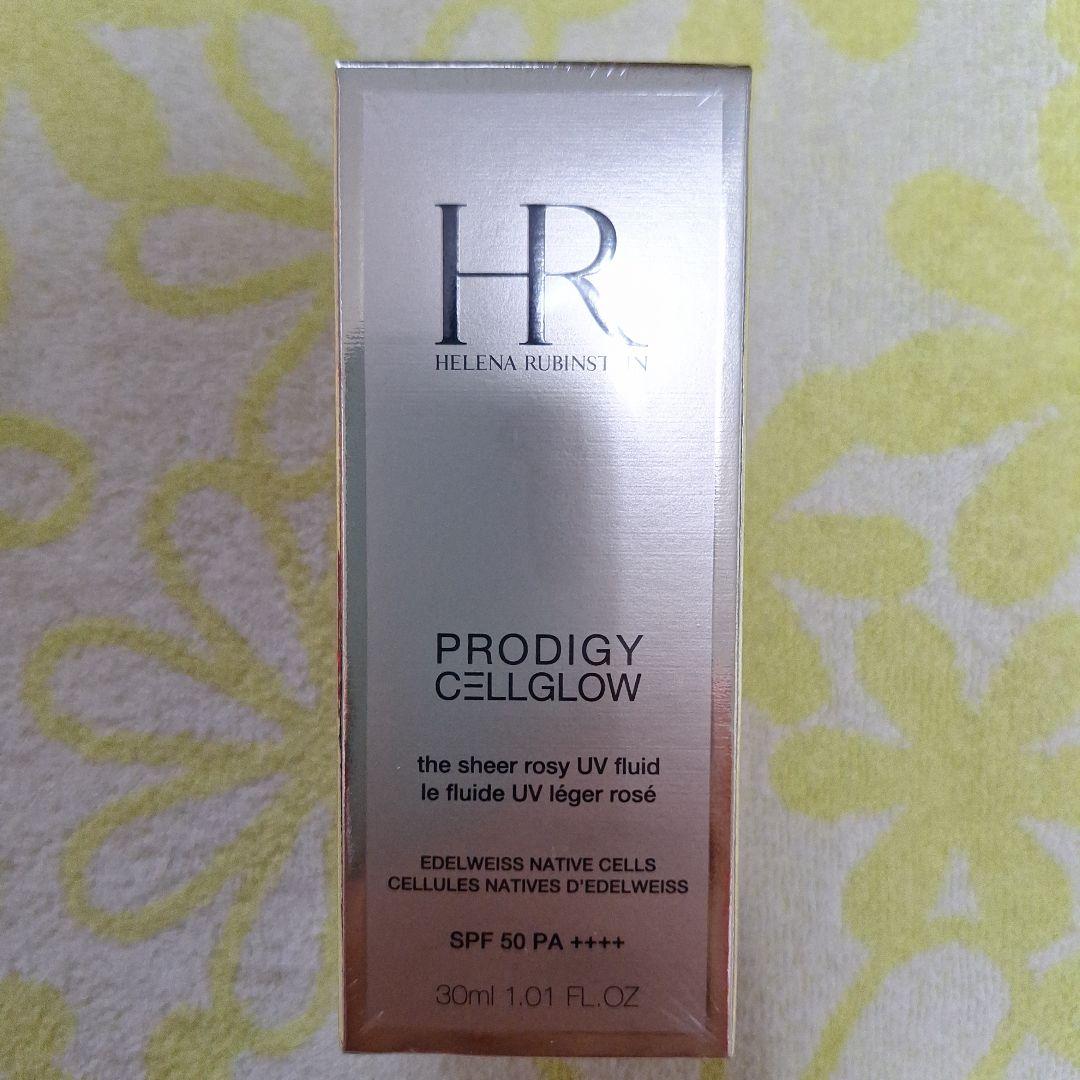 HR
HELENA RUBINSTEIN
PRODIGY
CELLGLOW
the sheer rosy UV fluid
le fluide UV léger rosé
EDELWEISS NATIVE CELLS
CELLULES NATIVES D'EDELWEISS
SPF 50 PA ++++
30ml 1.01 FL.OZ